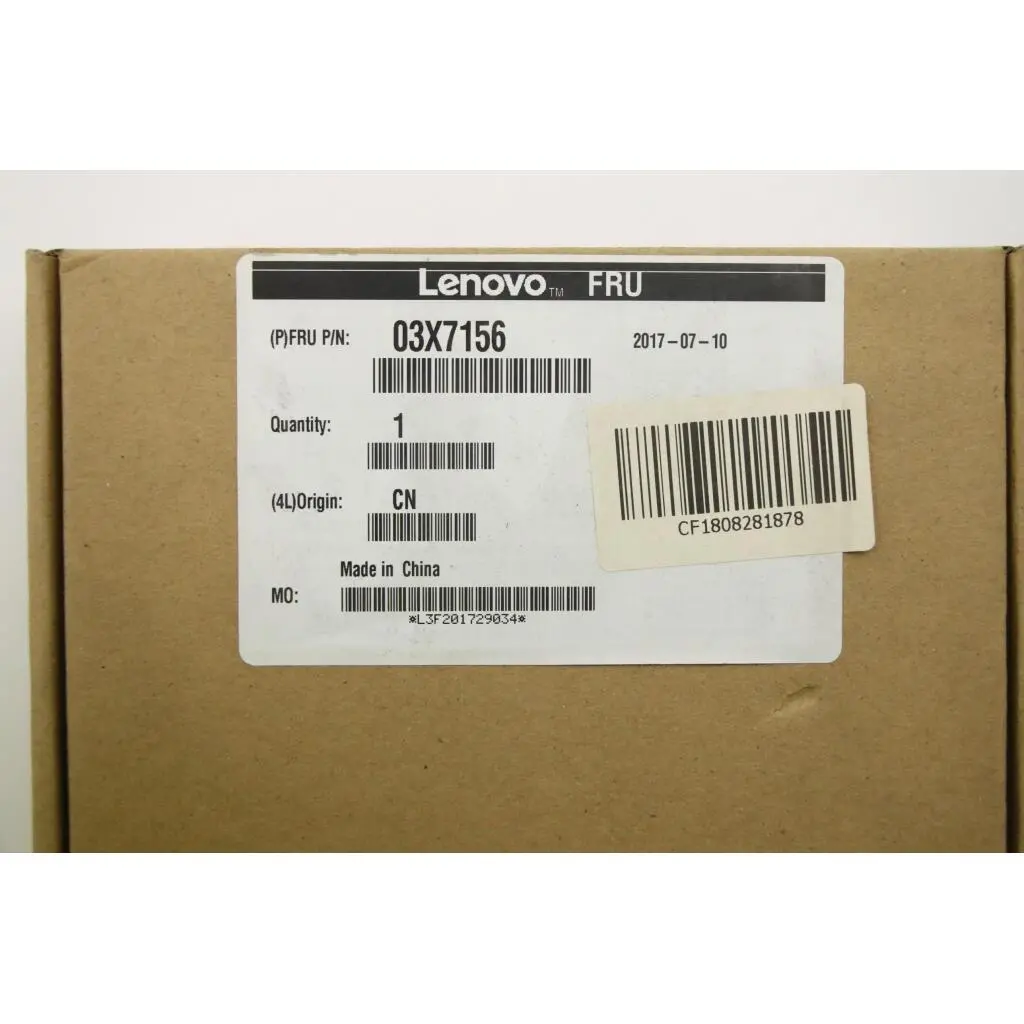 Lenovo™ FRU
(P)FRU P/N: 03X7156 2017-07-10
Quantity: 1
(4L)Origin: CN
CF1808281878
Made in China
MO:
*L3F201729034*